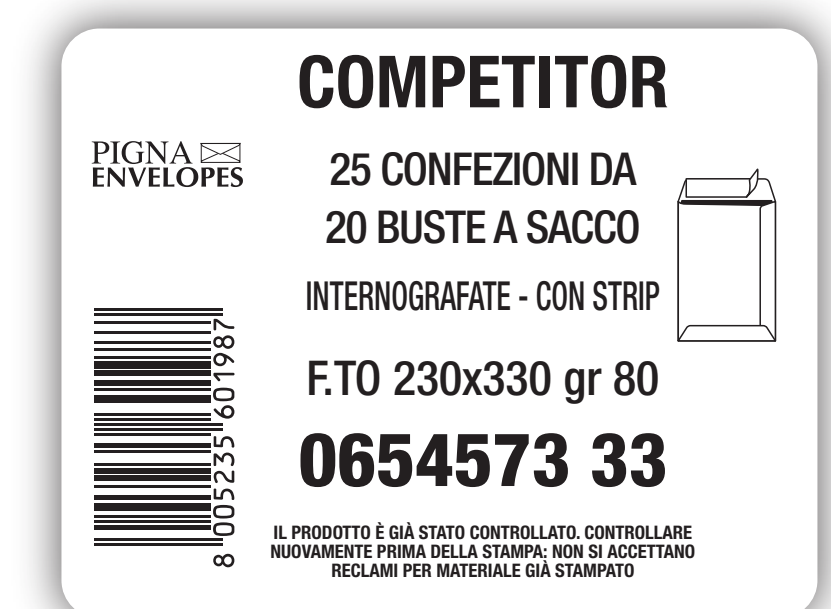 COMPETITOR
PIGNA
ENVELOPES
25 CONFEZIONI DA
20 BUSTE A SACCO
INTERNOGRAFATE - CON STRIP
F.TO 230x330 gr 80
0654573 33
8 005235 601987
IL PRODOTTO È GIÀ STATO CONTROLLATO. CONTROLLARE
NUOVAMENTE PRIMA DELLA STAMPA: NON SI ACCETTANO
RECLAMI PER MATERIALE GIÀ STAMPATO